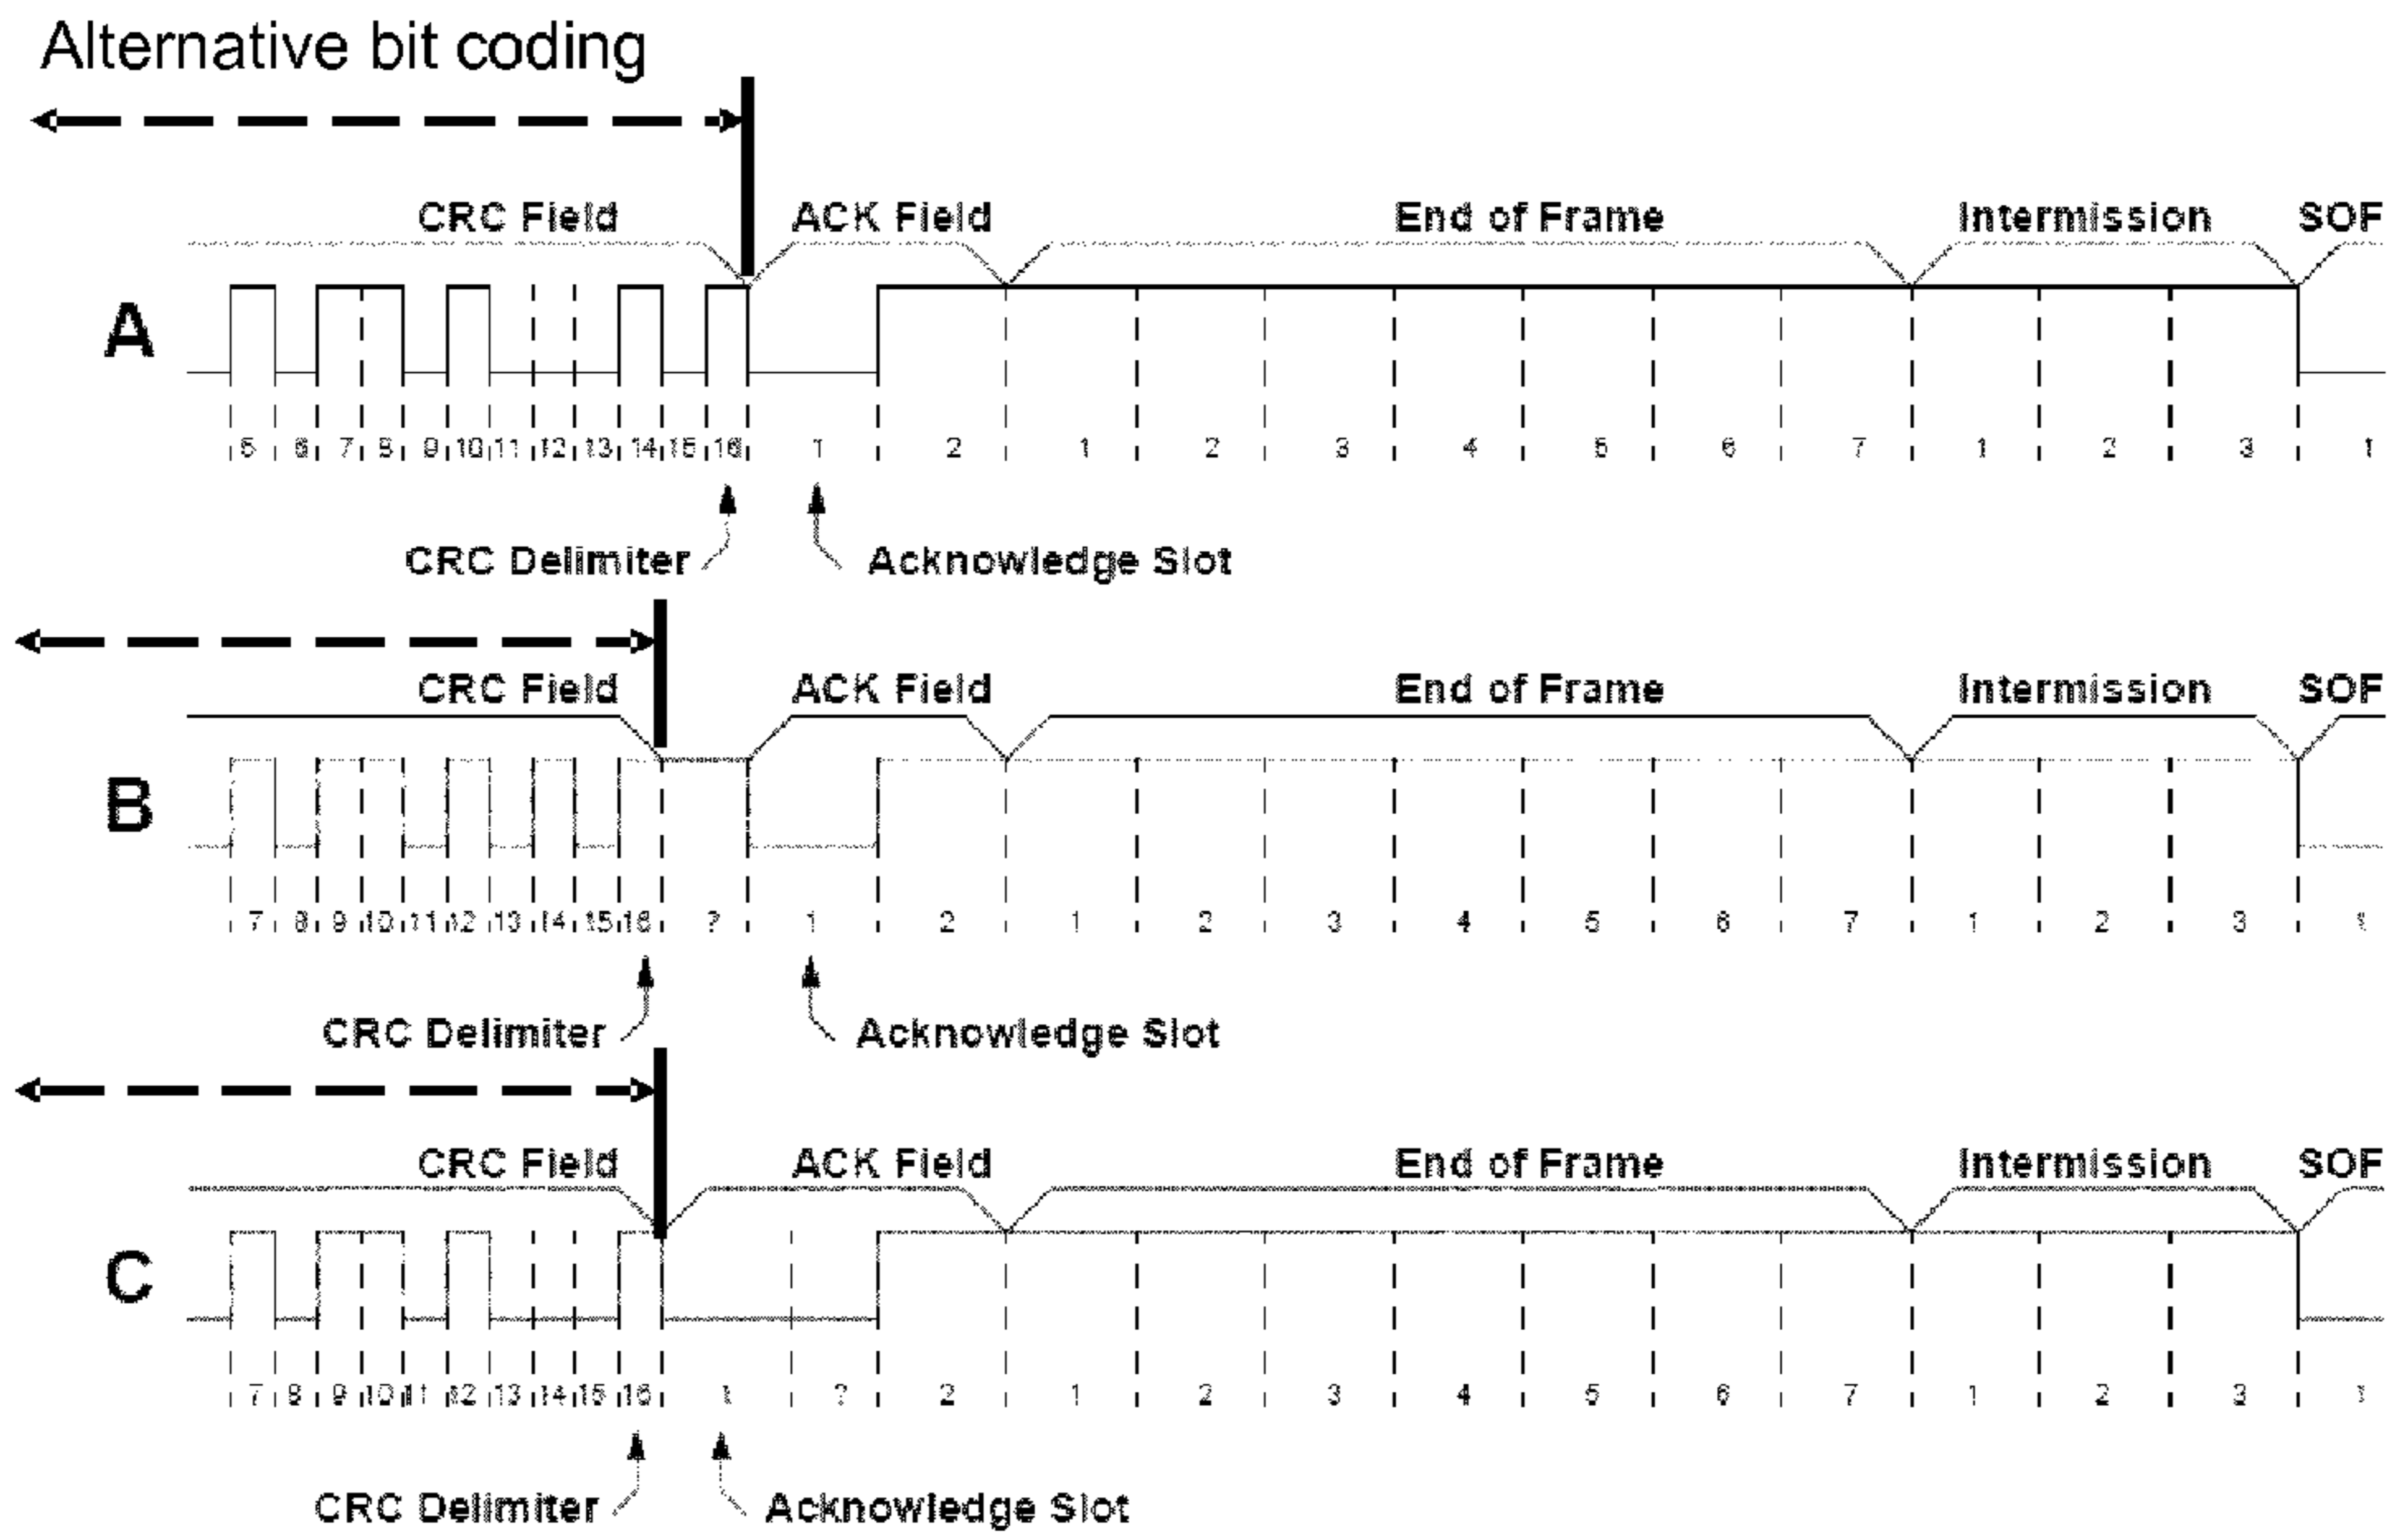 Alternative bit coding
CRC Field ACK Field End of Frame Intermission SOF
A
5 6 7 8 9 10 11 12 13 14 15 16 1 2 1 2 3 4 5 6 7 1 2 3 1
CRC Delimiter Acknowledge Slot
CRC Field ACK Field End of Frame Intermission SOF
B
7 8 9 10 11 12 13 14 15 16 ? 1 2 1 2 3 4 5 6 7 1 2 3 1
CRC Delimiter Acknowledge Slot
CRC Field ACK Field End of Frame Intermission SOF
C
7 8 9 10 11 12 13 14 15 16 1 ? 2 1 2 3 4 5 6 7 1 2 3 1
CRC Delimiter Acknowledge Slot